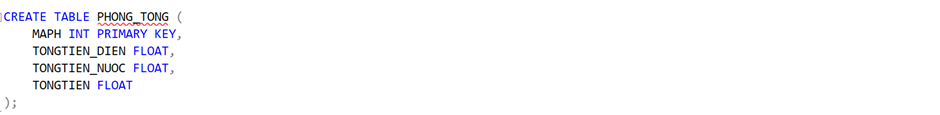 CREATE TABLE PHONG_TONG (
MAPH INT PRIMARY KEY,
TONGTIEN_DIEN FLOAT,
TONGTIEN_NUOC FLOAT,
TONGTIEN FLOAT
);